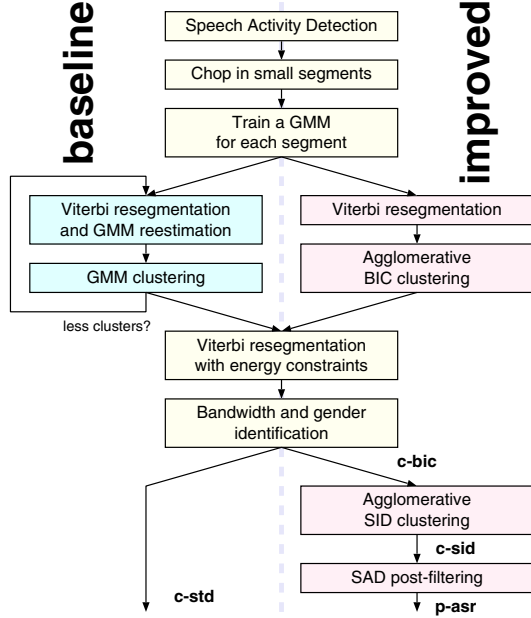 baseline
improved
Speech Activity Detection
Chop in small segments
Train a GMM
for each segment
Viterbi resegmentation
and GMM reestimation
Viterbi resegmentation
GMM clustering
Agglomerative
BIC clustering
less clusters?
Viterbi resegmentation
with energy constraints
Bandwidth and gender
identification
c-bic
Agglomerative
SID clustering
c-sid
SAD post-filtering
c-std
p-asr